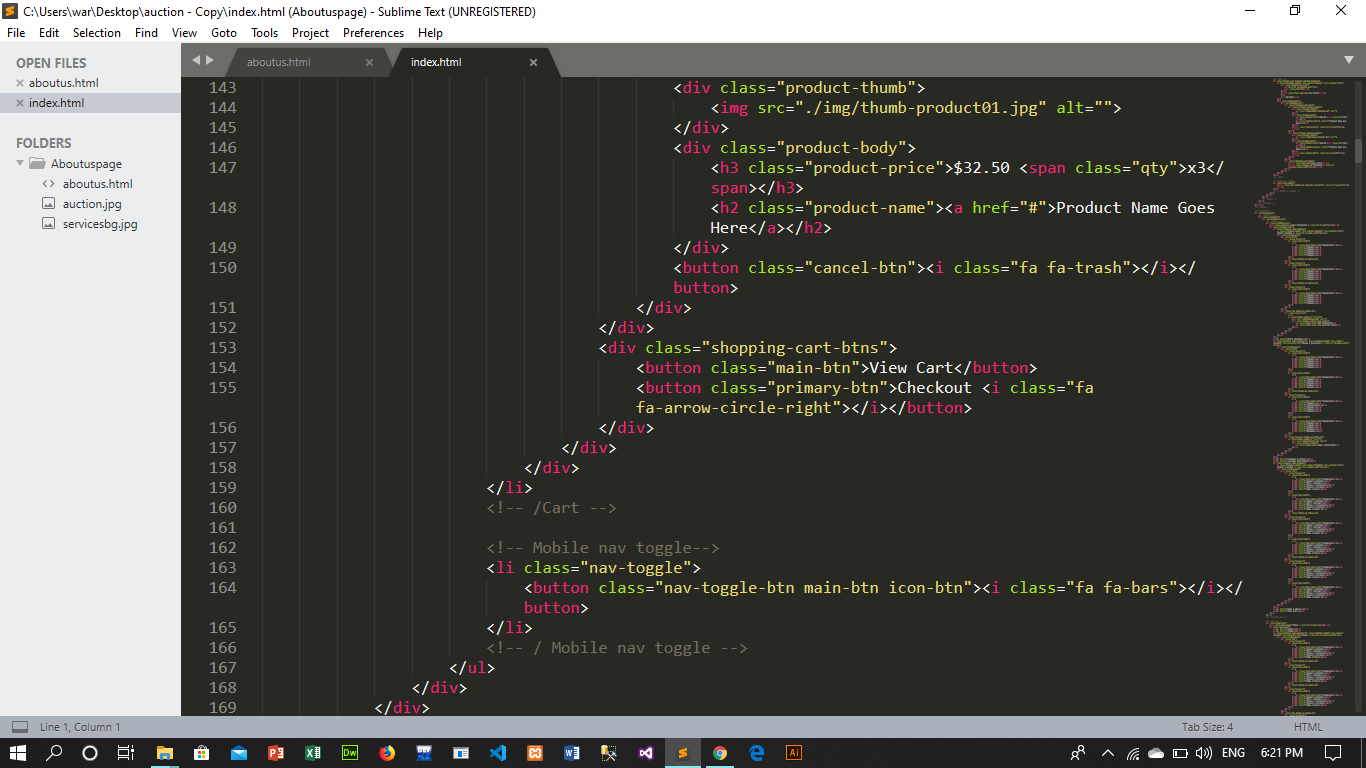 C:\Users\war\Desktop\auction - Copy\index.html (Aboutuspage) - Sublime Text (UNREGISTERED)
File Edit Selection Find View Goto Tools Project Preferences Help
OPEN FILES
aboutus.html
index.html
FOLDERS
Aboutuspage
aboutus.html
auction.jpg
servicesbg.jpg
aboutus.html × index.html ×
143 <div class="product-thumb">
144 <img src="./img/thumb-product01.jpg" alt="">
145 </div>
146 <div class="product-body">
147 <h3 class="product-price">$32.50 <span class="qty">x3</
span></h3>
148 <h2 class="product-name"><a href="#">Product Name Goes
Here</a></h2>
149 </div>
150 <button class="cancel-btn"><i class="fa fa-trash"></i></
button>
151 </div>
152 </div>
153 <div class="shopping-cart-btns">
154 <button class="main-btn">View Cart</button>
155 <button class="primary-btn">Checkout <i class="fa
fa-arrow-circle-right"></i></button>
156 </div>
157 </div>
158 </div>
159 </li>
160 <!-- /Cart -->
161
162 <!-- Mobile nav toggle-->
163 <li class="nav-toggle">
164 <button class="nav-toggle-btn main-btn icon-btn"><i class="fa fa-bars"></i></
button>
165 </li>
166 <!-- / Mobile nav toggle -->
167 </ul>
168 </div>
169 </div>
Line 1, Column 1 Tab Size: 4 HTML
Dw Ai ENG 6:21 PM